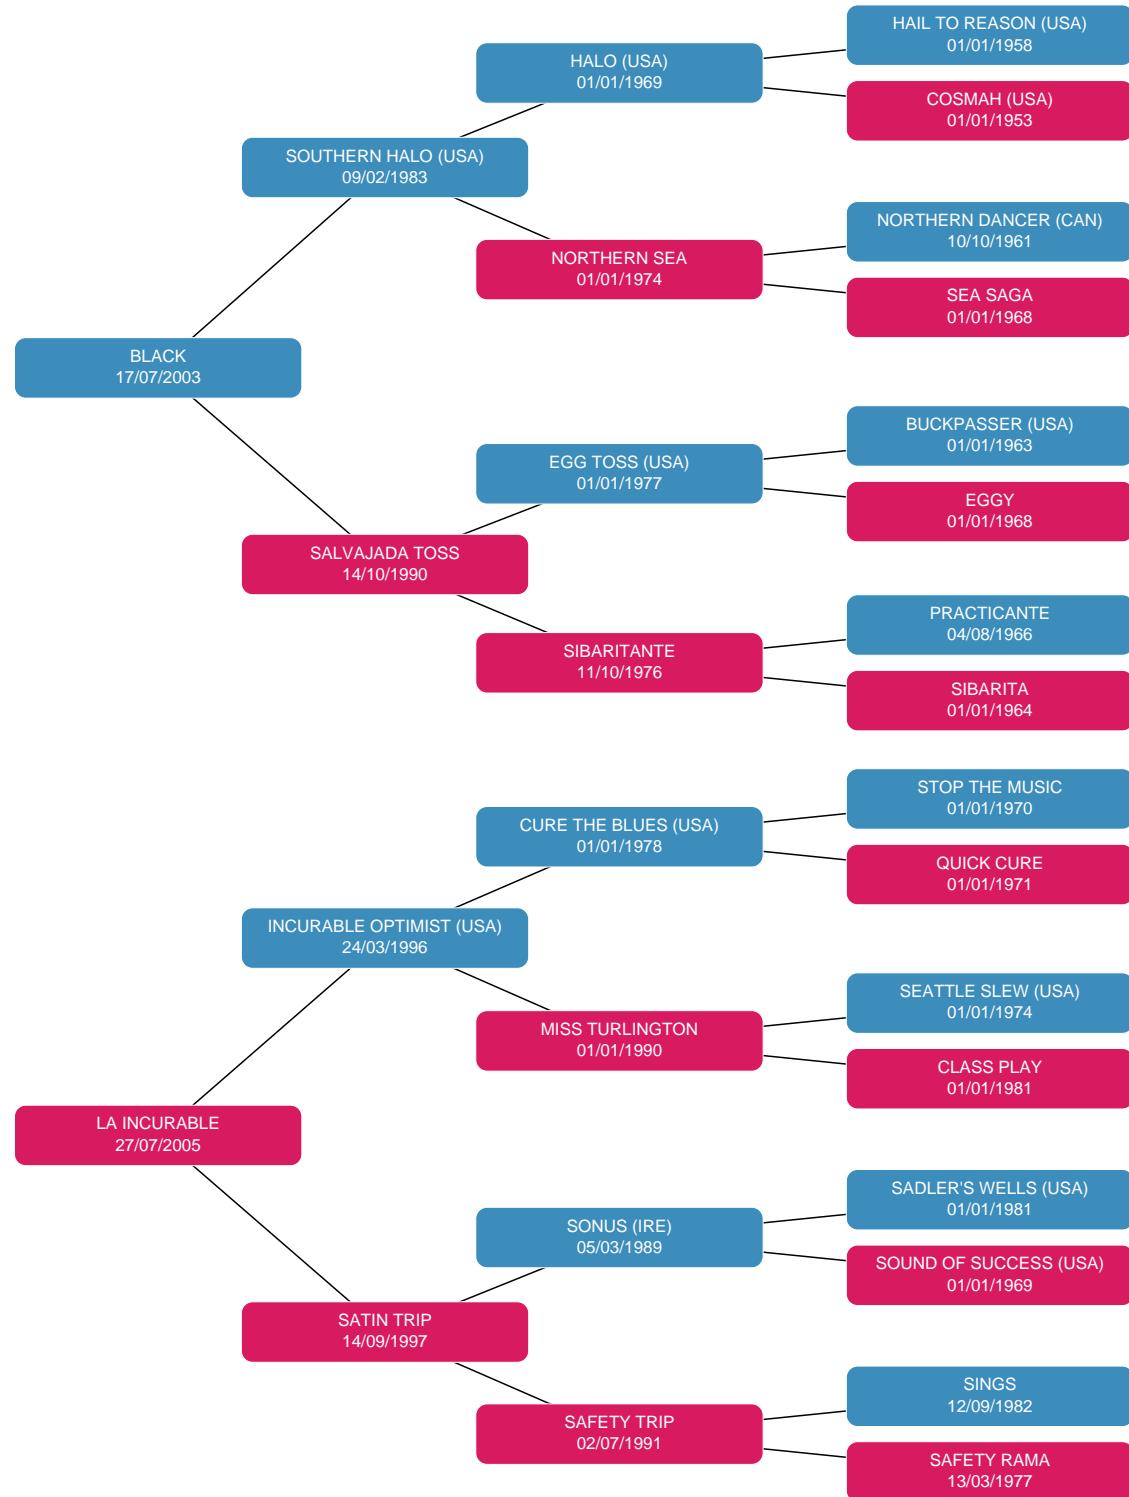 HAIL TO REASON (USA)
01/01/1958
HALO (USA)
01/01/1969
COSMAH (USA)
01/01/1953
SOUTHERN HALO (USA)
09/02/1983
NORTHERN DANCER (CAN)
10/10/1961
NORTHERN SEA
01/01/1974
SEA SAGA
01/01/1968
BLACK
17/07/2003
BUCKPASSER (USA)
01/01/1963
EGG TOSS (USA)
01/01/1977
EGGY
01/01/1968
SALVAJADA TOSS
14/10/1990
PRACTICANTE
04/08/1966
SIBARITANTE
11/10/1976
SIBARITA
01/01/1964
STOP THE MUSIC
01/01/1970
CURE THE BLUES (USA)
01/01/1978
QUICK CURE
01/01/1971
INCURABLE OPTIMIST (USA)
24/03/1996
SEATTLE SLEW (USA)
01/01/1974
MISS TURLINGTON
01/01/1990
CLASS PLAY
01/01/1981
LA INCURABLE
27/07/2005
SADLER'S WELLS (USA)
01/01/1981
SONUS (IRE)
05/03/1989
SOUND OF SUCCESS (USA)
01/01/1969
SATIN TRIP
14/09/1997
SINGS
12/09/1982
SAFETY TRIP
02/07/1991
SAFETY RAMA
13/03/1977